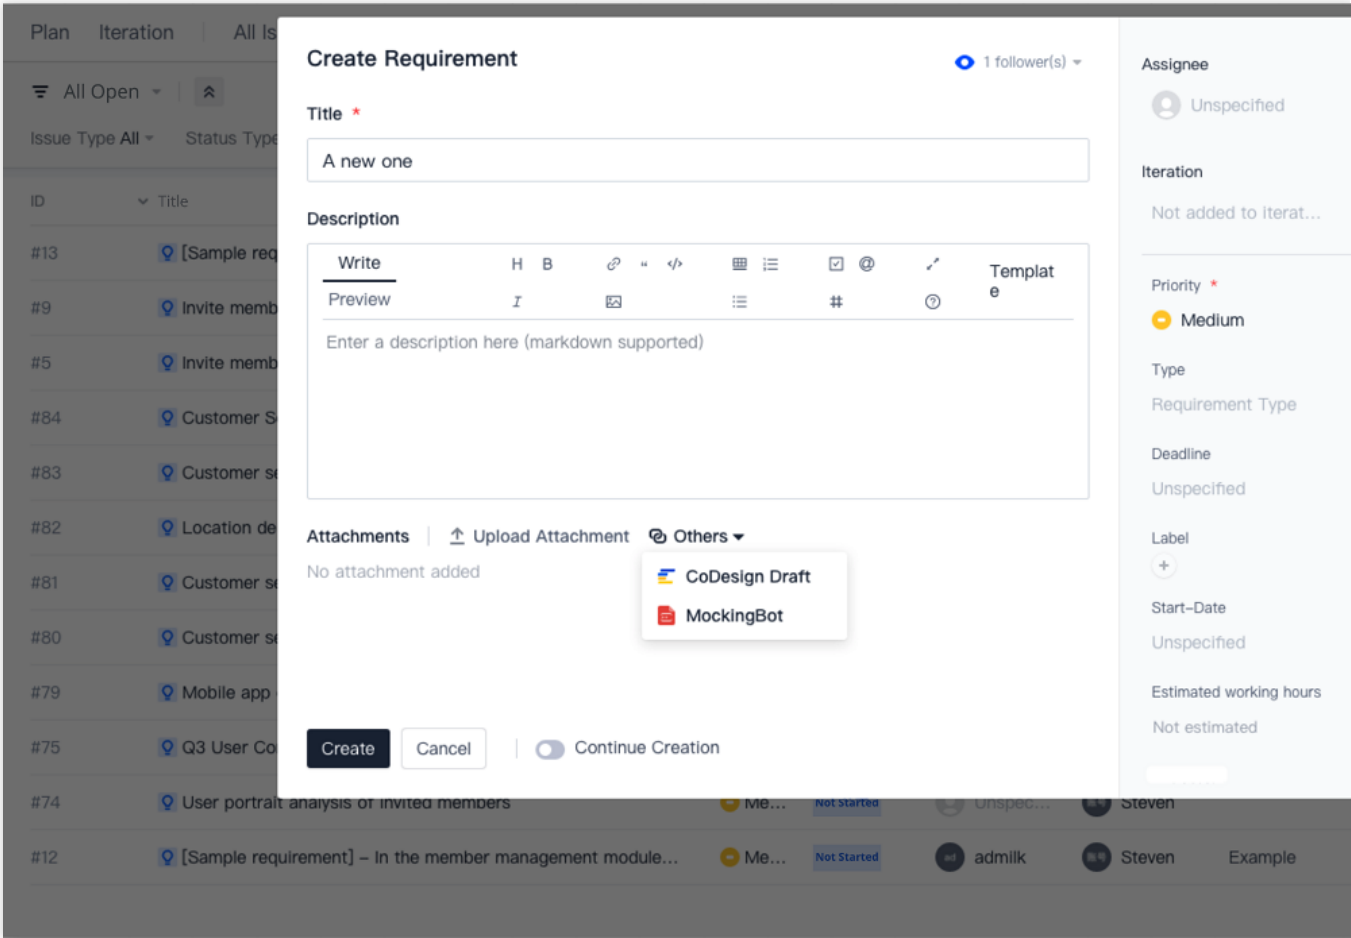 Plan Iteration All Is
All Open
Issue Type All Status Type
ID Title
#13 [Sample req
#9 Invite memb
#5 Invite memb
#84 Customer S
#83 Customer se
#82 Location de
#81 Customer se
#80 Customer se
#79 Mobile app
#75 Q3 User Co
#74 User portrait analysis of invited members Me... Not Started Unspec... Steven
#12 [Sample requirement] – In the member management module... Me... Not Started ad admilk Steven Example
Create Requirement
1 follower(s)
Title *
A new one
Description
Write H B “ </> @ Templat
e
Preview I # ?
Enter a description here (markdown supported)
Attachments Upload Attachment Others
No attachment added
CoDesign Draft
MockingBot
Create Cancel Continue Creation
Assignee
Unspecified
Iteration
Not added to iterat...
Priority *
Medium
Type
Requirement Type
Deadline
Unspecified
Label
+
Start–Date
Unspecified
Estimated working hours
Not estimated